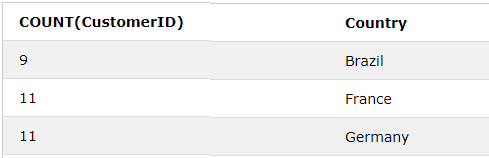 COUNT(CustomerID) Country
9 Brazil
11 France
11 Germany